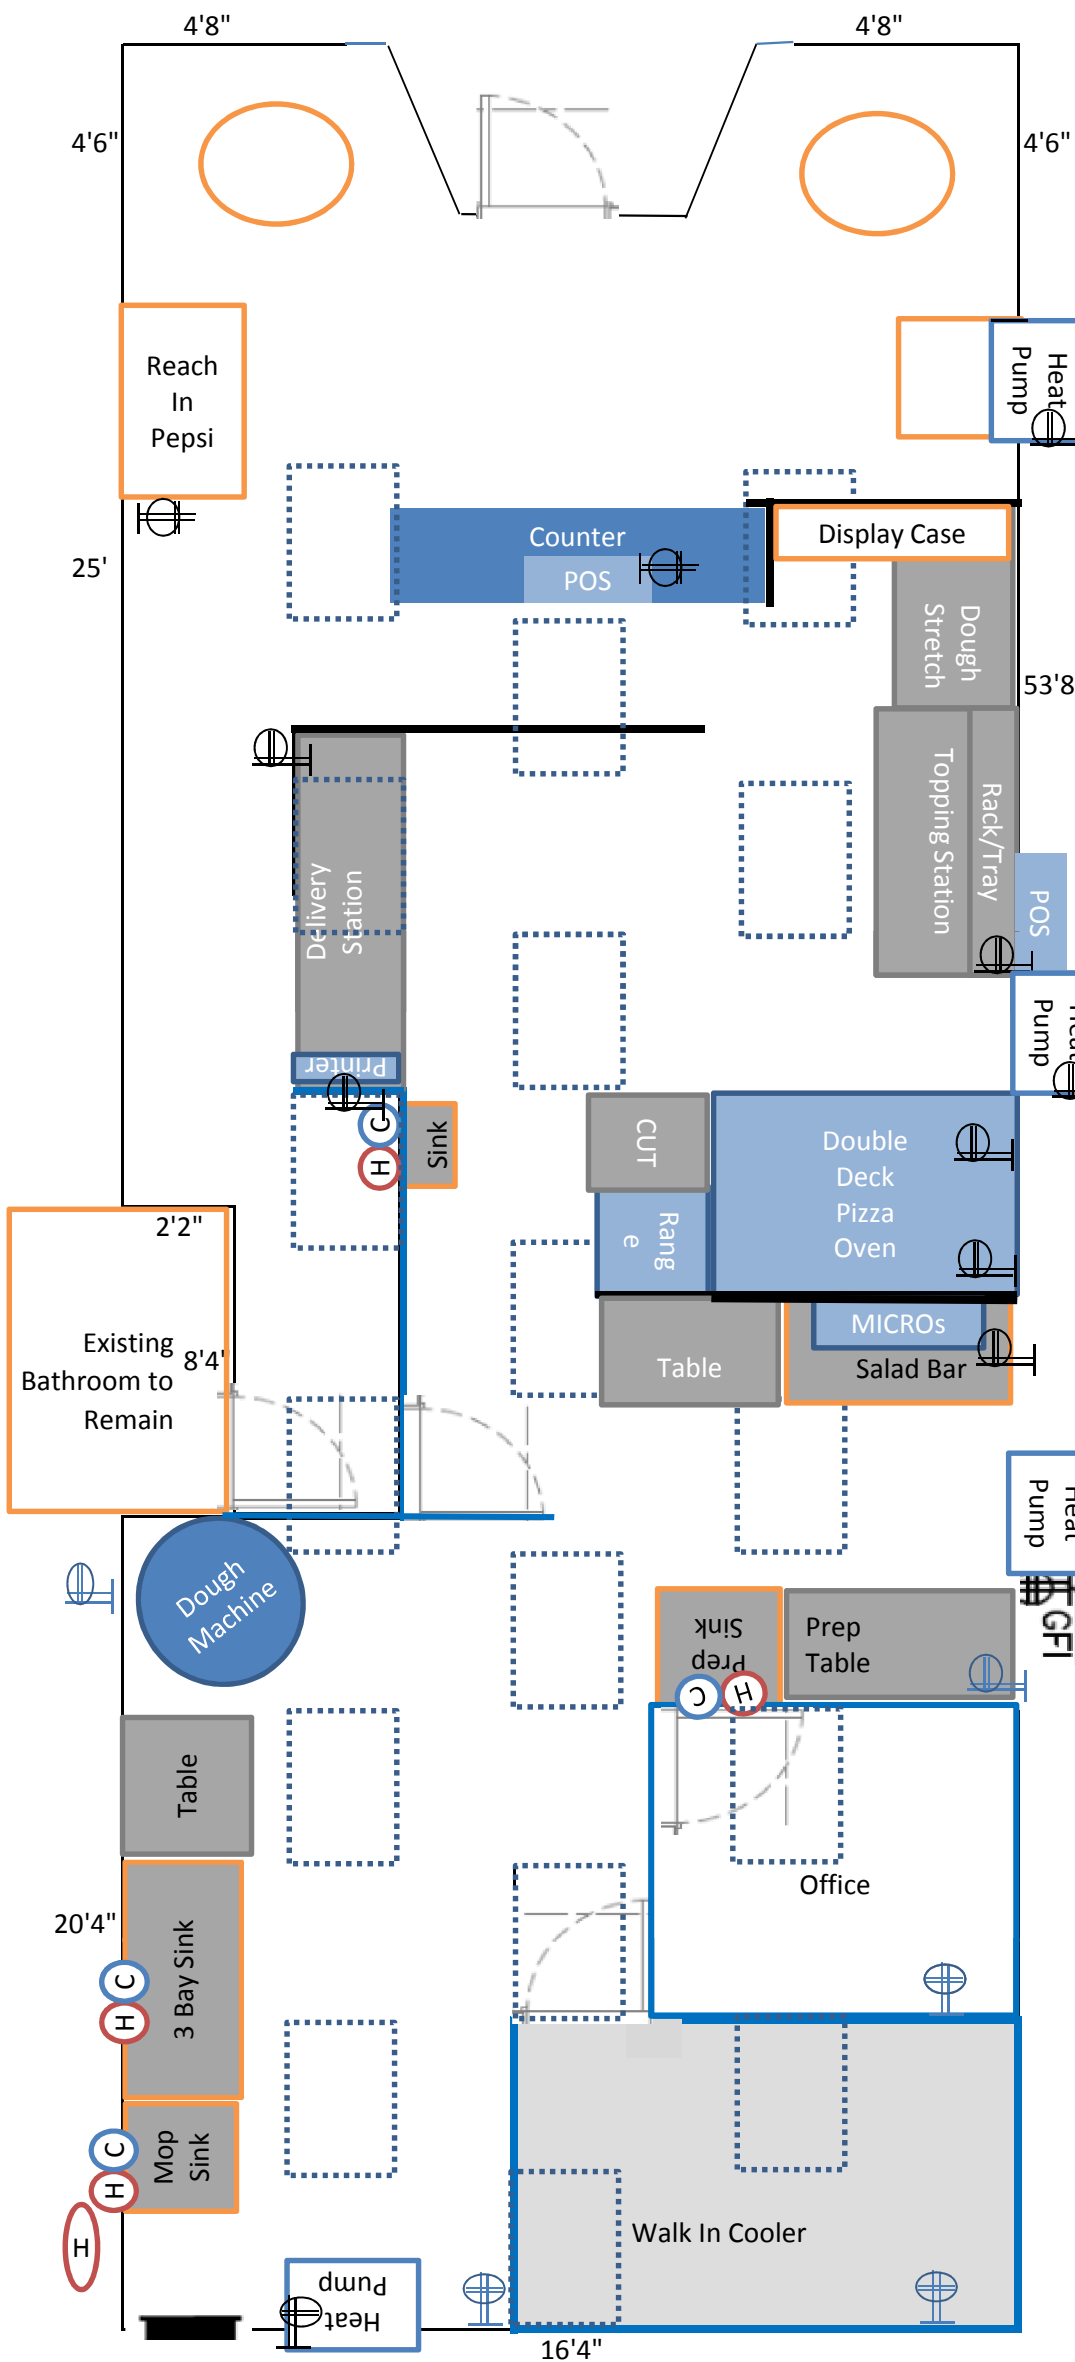 4'8"
4'8"
4'6"
4'6"
Reach
In
Pepsi
Heat
Pump
Counter
POS
Display Case
25'
Dough
Stretch
53'8
Topping Station
Rack/Tray
POS
Delivery
Station
Heat
Pump
Printer
C
H
Sink
CUT
Double
Deck
Pizza
Oven
2'2"
Rang
e
MICROs
Existing
Bathroom to
Remain
8'4'
Table
Salad Bar
Heat
Pump
GFI
Dough
Machine
Prep
Sink
Prep
Table
C
H
Table
Office
20'4"
3 Bay Sink
C
H
Mop
Sink
C
H
H
Walk In Cooler
Heat
Pump
16'4"